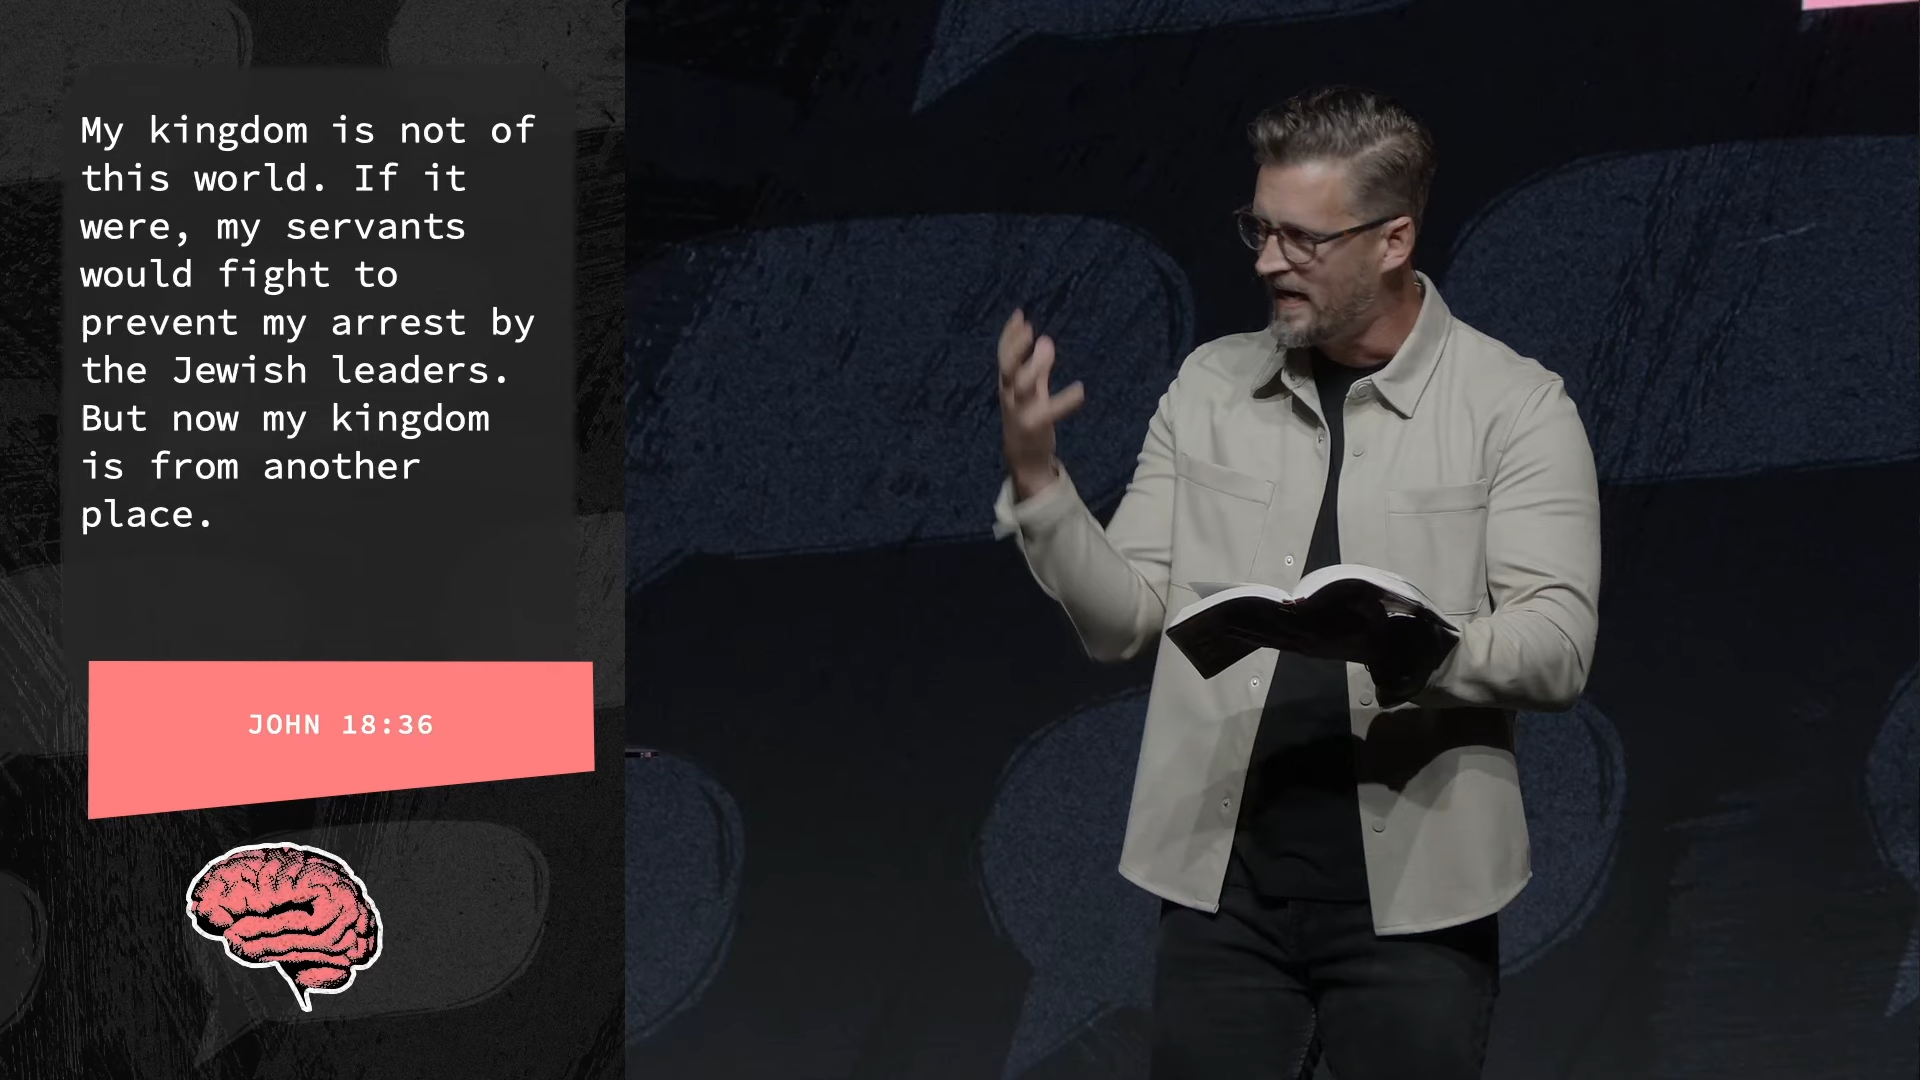 My kingdom is not of
this world. If it
were, my servants
would fight to
prevent my arrest by
the Jewish leaders.
But now my kingdom
is from another
place.
JOHN 18:36